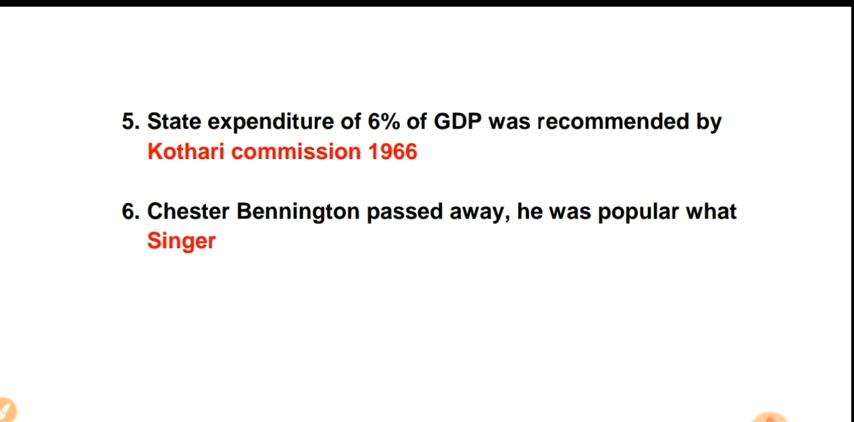 5. State expenditure of 6% of GDP was recommended by
Kothari commission 1966
6. Chester Bennington passed away, he was popular what
Singer